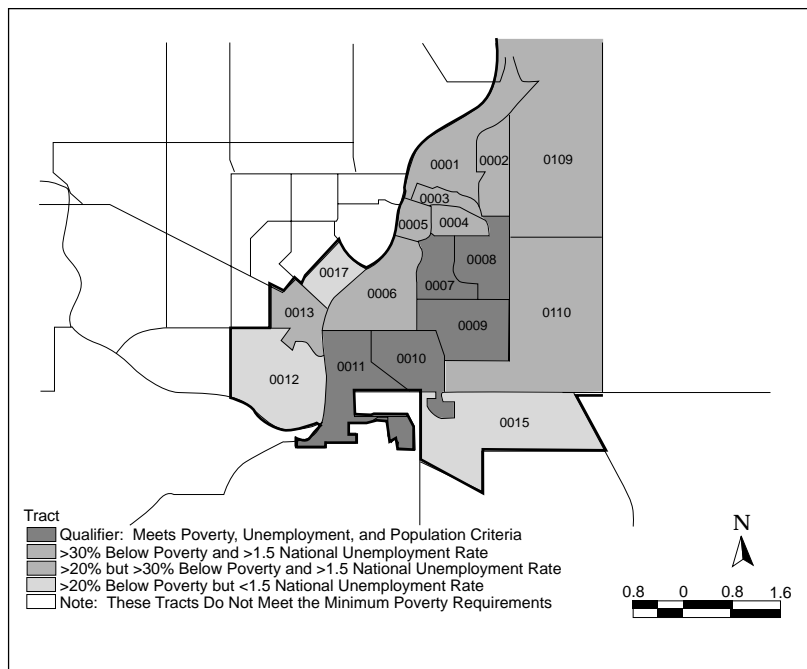 0001
0002
0109
0003
0005
0004
0008
0017
0007
0006
0013
0110
0009
0011
0010
0012
0015
Tract
Qualifier: Meets Poverty, Unemployment, and Population Criteria
>30% Below Poverty and >1.5 National Unemployment Rate
>20% but >30% Below Poverty and >1.5 National Unemployment Rate
>20% Below Poverty but <1.5 National Unemployment Rate
Note: These Tracts Do Not Meet the Minimum Poverty Requirements
N
0.8 0 0.8 1.6